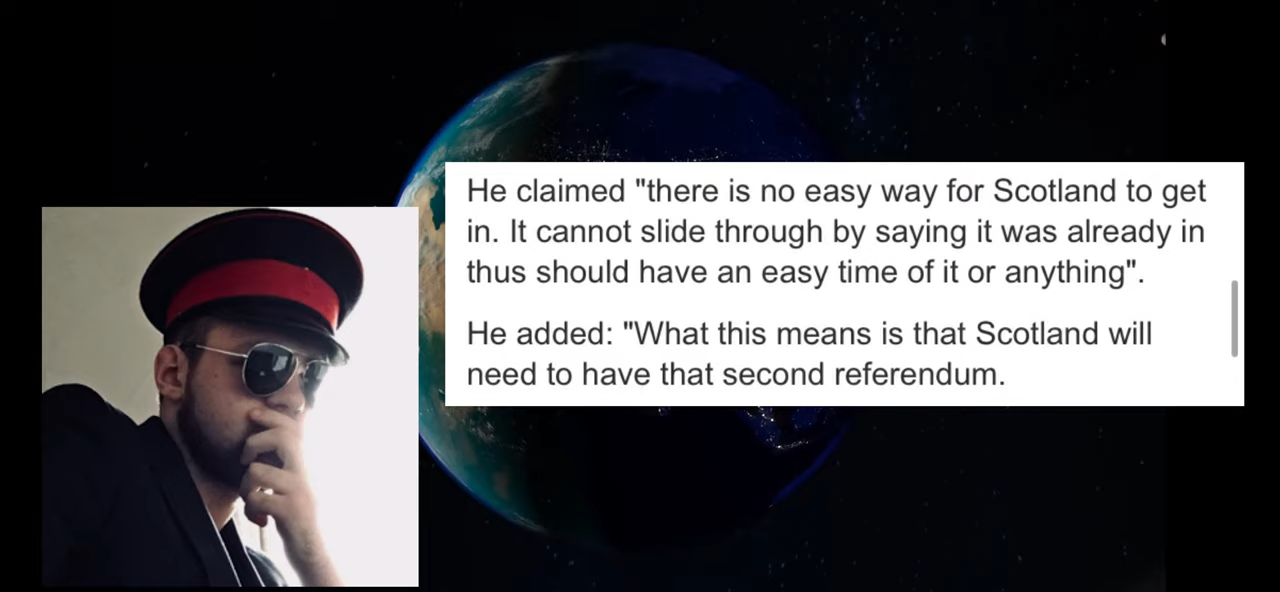 He claimed "there is no easy way for Scotland to get
in. It cannot slide through by saying it was already in
thus should have an easy time of it or anything".
He added: "What this means is that Scotland will
need to have that second referendum.